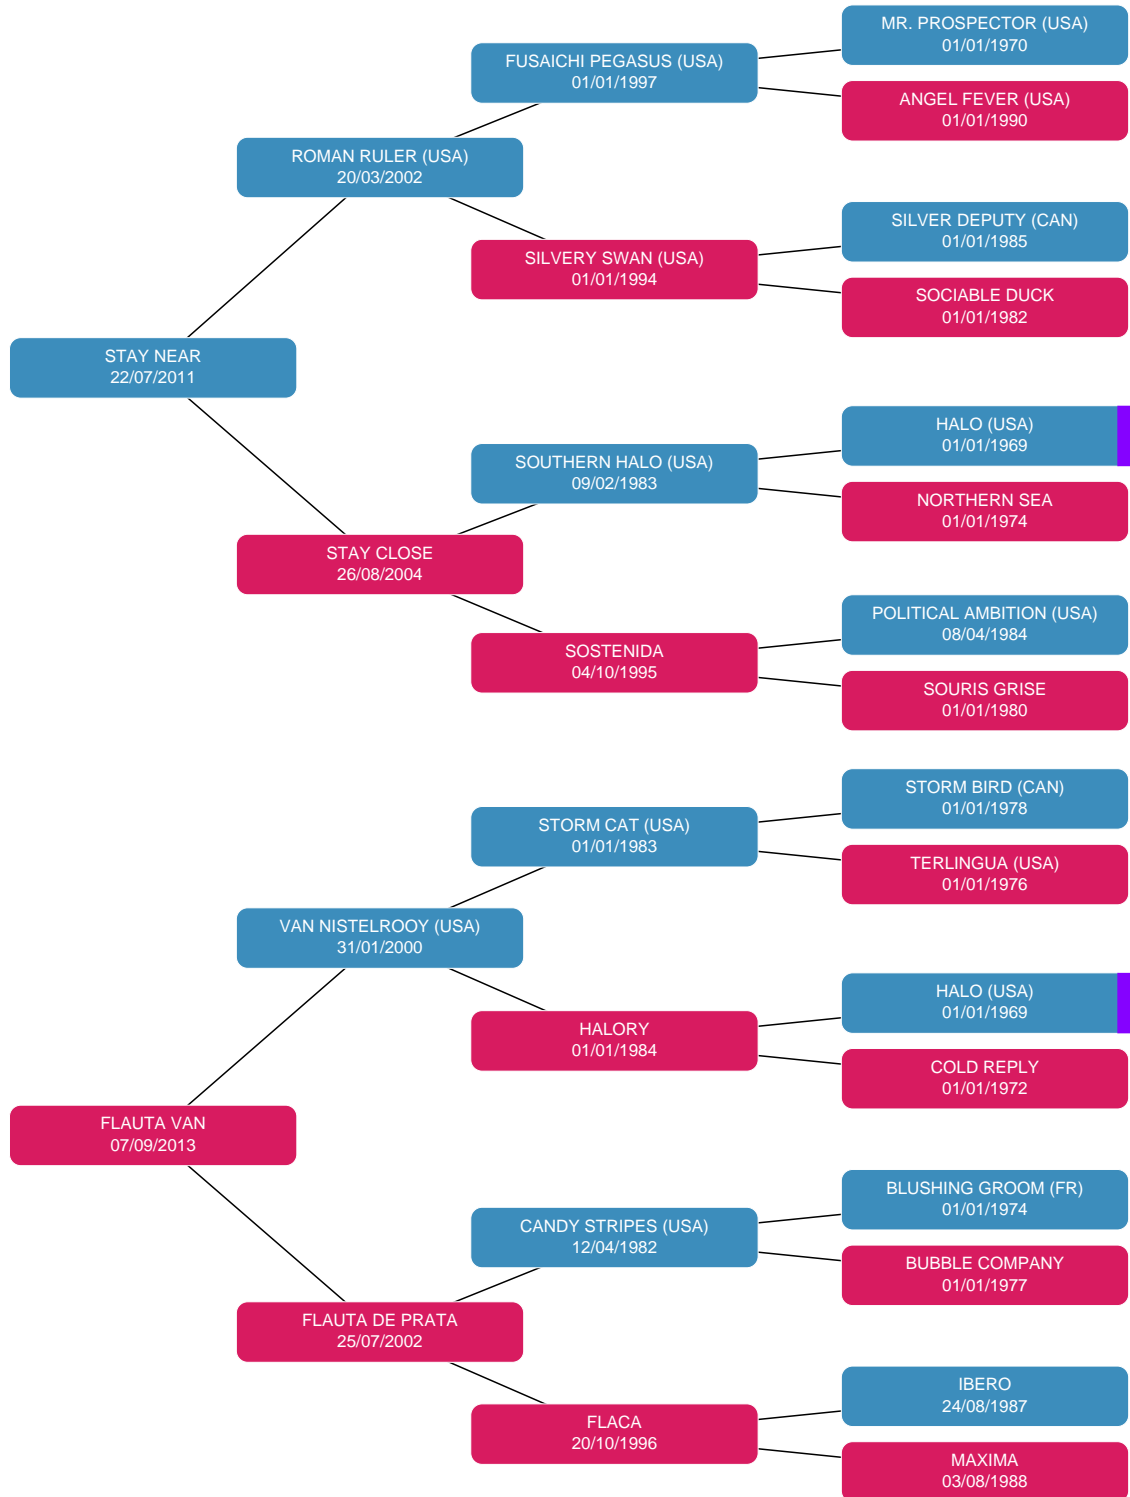 MR. PROSPECTOR (USA)
01/01/1970
FUSAICHI PEGASUS (USA)
01/01/1997
ANGEL FEVER (USA)
01/01/1990
ROMAN RULER (USA)
20/03/2002
SILVER DEPUTY (CAN)
01/01/1985
SILVERY SWAN (USA)
01/01/1994
SOCIABLE DUCK
01/01/1982
STAY NEAR
22/07/2011
HALO (USA)
01/01/1969
SOUTHERN HALO (USA)
09/02/1983
NORTHERN SEA
01/01/1974
STAY CLOSE
26/08/2004
POLITICAL AMBITION (USA)
08/04/1984
SOSTENIDA
04/10/1995
SOURIS GRISE
01/01/1980
STORM BIRD (CAN)
01/01/1978
STORM CAT (USA)
01/01/1983
TERLINGUA (USA)
01/01/1976
VAN NISTELROOY (USA)
31/01/2000
HALO (USA)
01/01/1969
HALORY
01/01/1984
COLD REPLY
01/01/1972
FLAUTA VAN
07/09/2013
BLUSHING GROOM (FR)
01/01/1974
CANDY STRIPES (USA)
12/04/1982
BUBBLE COMPANY
01/01/1977
FLAUTA DE PRATA
25/07/2002
IBERO
24/08/1987
FLACA
20/10/1996
MAXIMA
03/08/1988